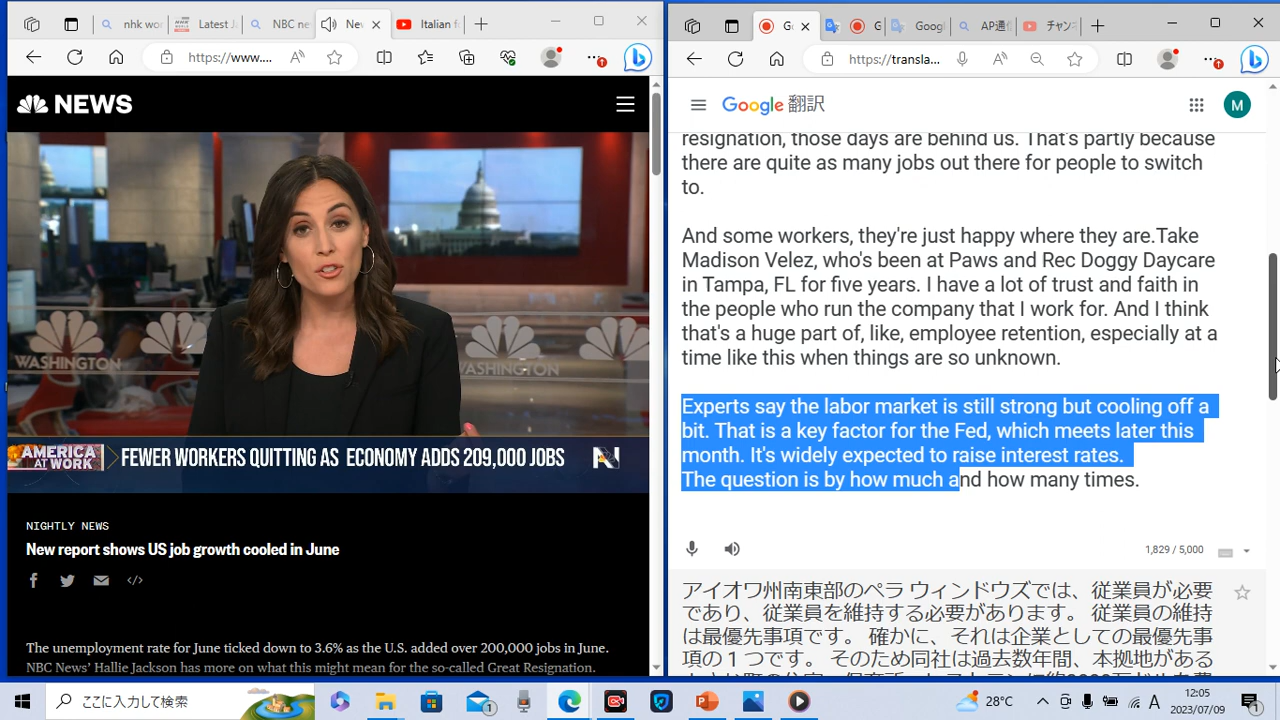 nhk wor
Latest J
NBC ne
Nev
Italian f
https://www....
NEWS
WASHINGTON
WASHINGTON
AMERICA
AT WORK
FEWER WORKERS QUITTING AS ECONOMY ADDS 209,000 JOBS
N
NIGHTLY NEWS
New report shows US job growth cooled in June
The unemployment rate for June ticked down to 3.6% as the U.S. added over 200,000 jobs in June.
NBC News' Hallie Jackson has more on what this might mean for the so-called Great Resignation.
Go
G
Googl
AP通信
チャンネ
https://transla...
Google 翻訳
M
resignation, those days are behind us. That's partly because
there are quite as many jobs out there for people to switch
to.
And some workers, they're just happy where they are.Take
Madison Velez, who's been at Paws and Rec Doggy Daycare
in Tampa, FL for five years. I have a lot of trust and faith in
the people who run the company that I work for. And I think
that's a huge part of, like, employee retention, especially at a
time like this when things are so unknown.
Experts say the labor market is still strong but cooling off a
bit. That is a key factor for the Fed, which meets later this
month. It's widely expected to raise interest rates.
The question is by how much and how many times.
1,829 / 5,000
アイオワ州南東部のペラ ウィンドウズでは、従業員が必要
であり、従業員を維持する必要があります。 従業員の維持
は最優先事項です。 確かに、それは企業としての最優先事
項の 1 つです。 そのため同社は過去数年間、本拠地がある
ここに入力して検索
1
28°C
A
12:05
2023/07/09
1